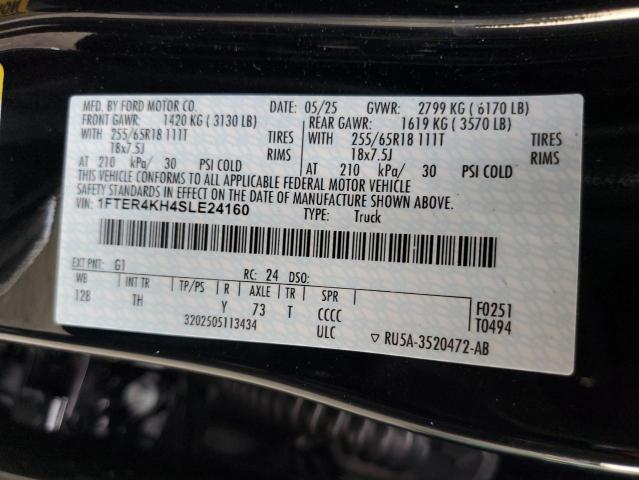 MFD. BY FORD MOTOR CO. DATE: 05/25 GVWR: 2799 KG ( 6170 LB)
FRONT GAWR: 1420 KG ( 3130 LB) REAR GAWR: 1619 KG ( 3570 LB)
WITH 255/65R18 111T TIRES WITH 255/65R18 111T TIRES
18x7.5J RIMS 18x7.5J RIMS
AT 210 kPa/ 30 PSI COLD AT 210 kPa/ 30 PSI COLD
THIS VEHICLE CONFORMS TO ALL APPLICABLE FEDERAL MOTOR VEHICLE
SAFETY STANDARDS IN EFFECT ON THE DATE OF MANUFACTURE SHOWN ABOVE.
VIN: 1FTER4KH4SLE24160 TYPE: Truck
EXT PNT: G1 RC: 24 DSO:
WB INT TR TP/PS R AXLE TR SPR
128 TH Y 73 T CCCC F0251
3202505113434 ULC T0494
▽ RU5A-3520472-AB